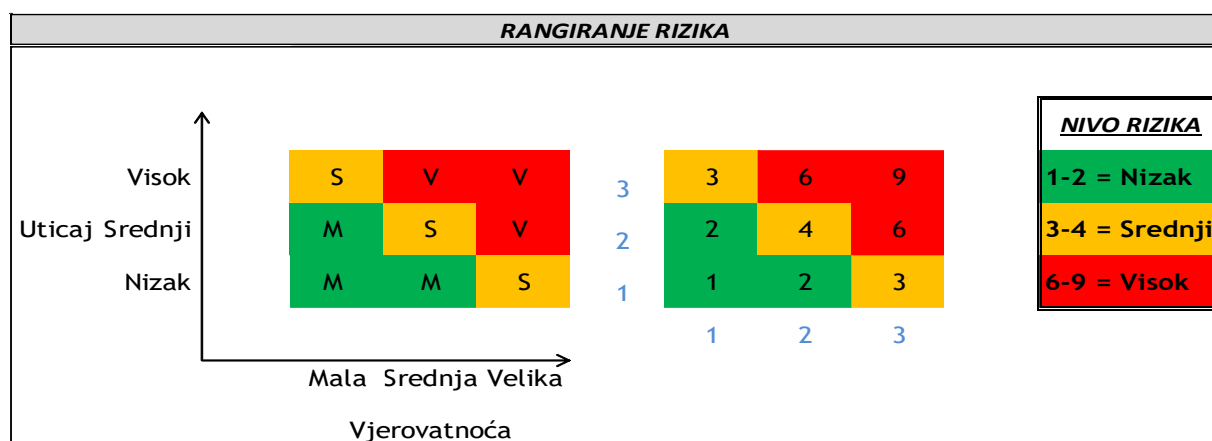 RANGIRANJE RIZIKA
NIVO RIZIKA
Visok S V V 3 3 6 9 1-2 = Nizak
Uticaj Srednji M S V 2 2 4 6 3-4 = Srednji
Nizak M M S 1 1 2 3 6-9 = Visok
1 2 3
Mala Srednja Velika
Vjerovatnoća